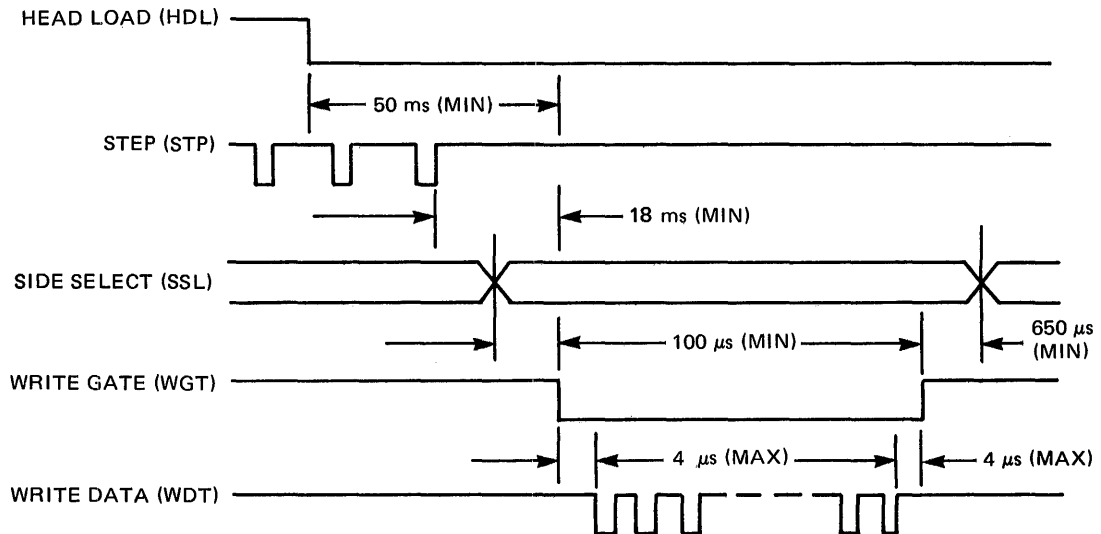 HEAD LOAD (HDL)
50 ms (MIN)
STEP (STP)
18 ms (MIN)
SIDE SELECT (SSL)
100 μs (MIN)
650 μs
(MIN)
WRITE GATE (WGT)
4 μs (MAX)
4 μs (MAX)
WRITE DATA (WDT)